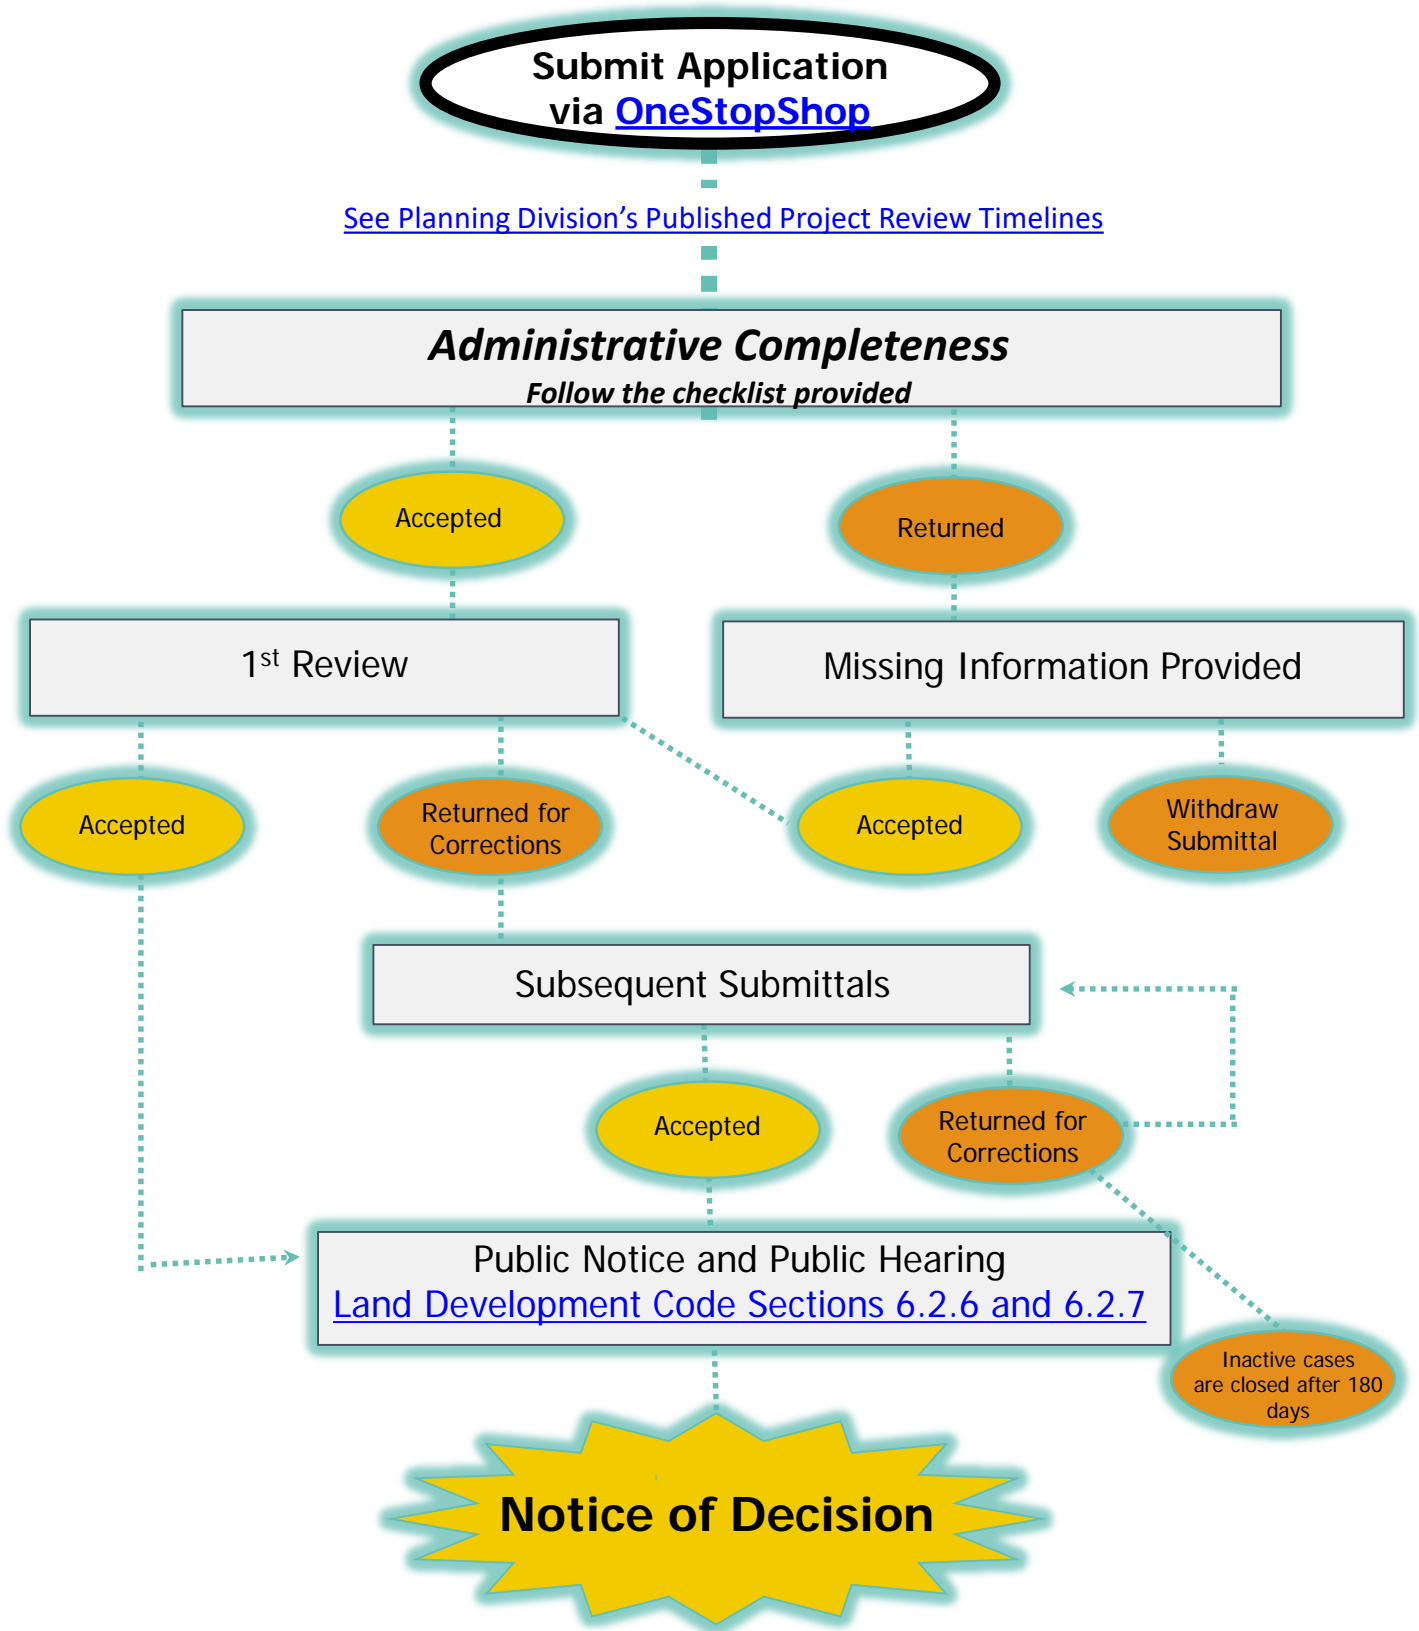 Submit Application
via OneStopShop
See Planning Division’s Published Project Review Timelines
Administrative Completeness
Follow the checklist provided
Accepted
Returned
1st Review
Missing Information Provided
Accepted
Returned for
Corrections
Accepted
Withdraw
Submittal
Subsequent Submittals
Accepted
Returned for
Corrections
Public Notice and Public Hearing
Land Development Code Sections 6.2.6 and 6.2.7
Inactive cases
are closed after 180
days
Notice of Decision